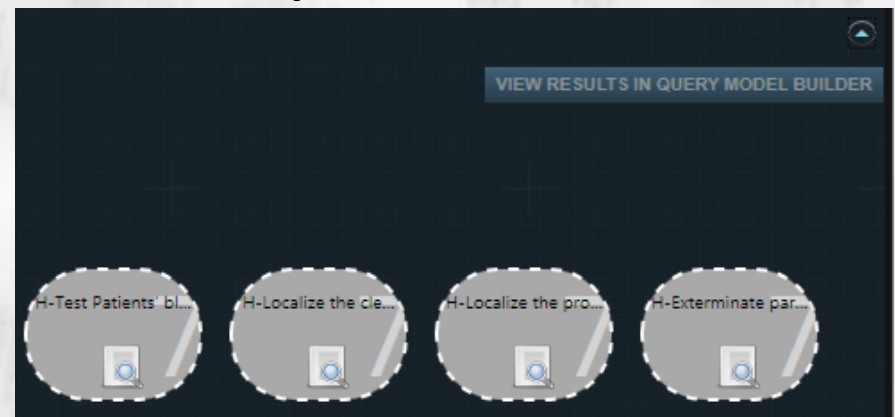 VIEW RESULTS IN QUERY MODEL BUILDER
H-Test Patients' bl...
H-Localize the cle...
H-Localize the pro...
H-Exterminate par...